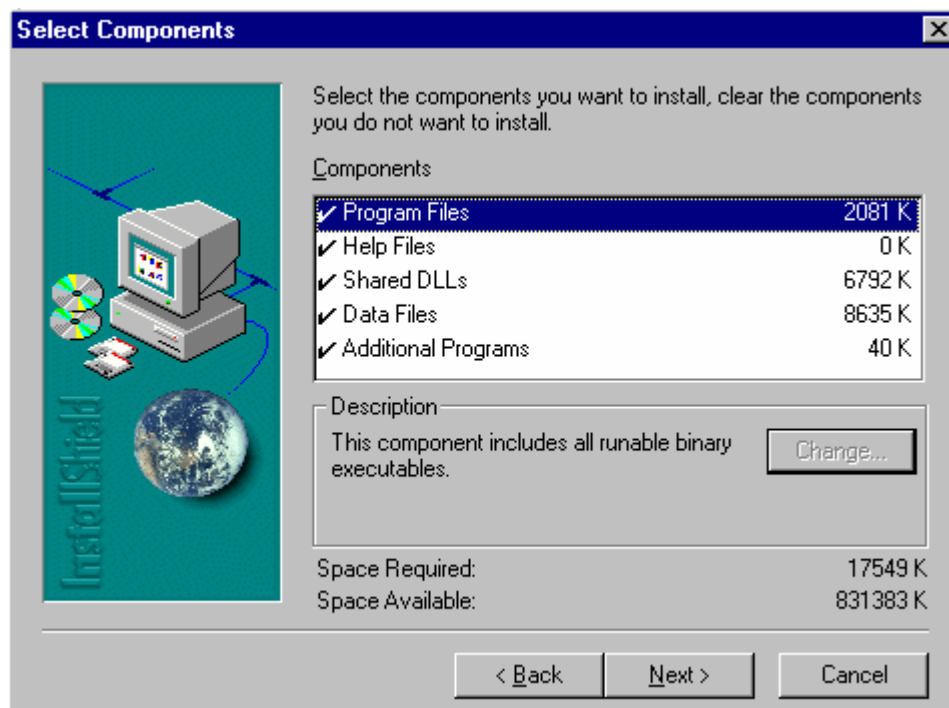 Select Components
Select the components you want to install, clear the components
you do not want to install.
Components
Program Files 2081 K
Help Files 0 K
Shared DLLs 6792 K
Data Files 8635 K
Additional Programs 40 K
Description
This component includes all runable binary
executables.
Change...
Space Required: 17549 K
Space Available: 831383 K
InstallShield
< Back Next > Cancel